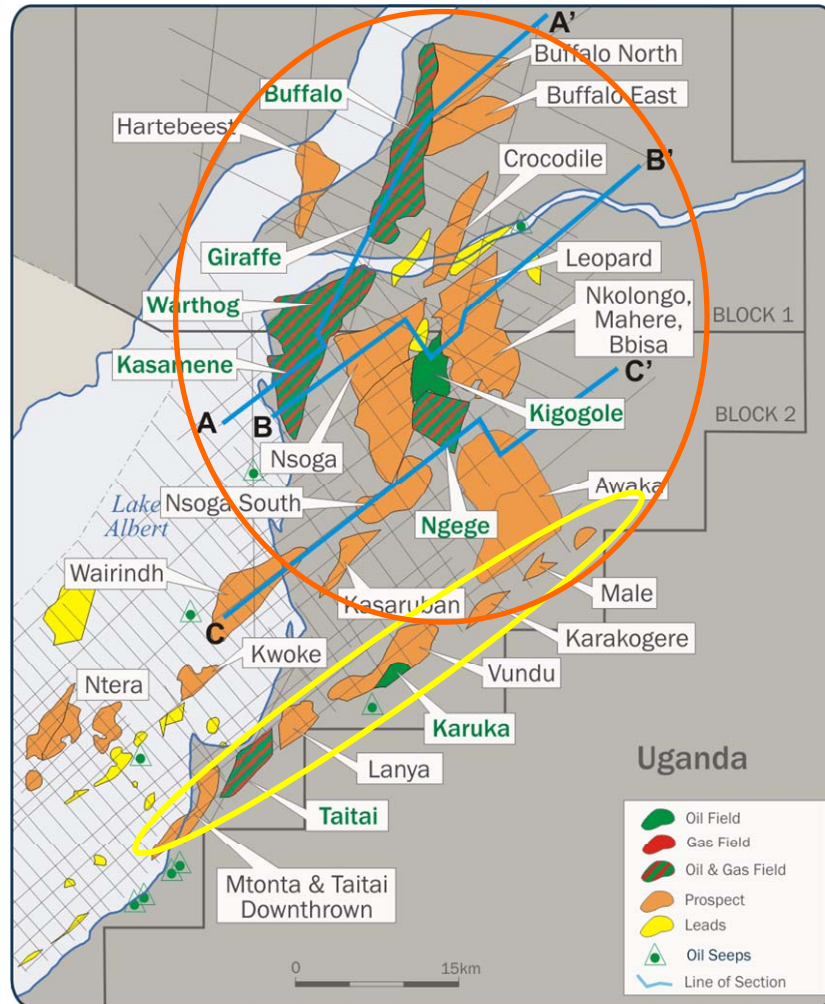 A'
Buffalo North
Buffalo
Buffalo East
Hartebeest
Crocodile
B'
Giraffe
Leopard
Warthog
Nkolongo,
Mahere,
Bbisa
BLOCK 1
Kasamene
C'
A
B
Kigogole
BLOCK 2
Nsoga
Awaka
Lake
Albert
Nsoga South
Ngege
Wairindh
Kasaruban
Male
C
Karakogere
Kwoke
Vundu
Ntera
Karuka
Lanya
Uganda
Taitai
Mtonta & Taitai
Downthrown
Oil Field
Gas Field
Oil & Gas Field
Prospect
Leads
Oil Seeps
Line of Section
0 15km